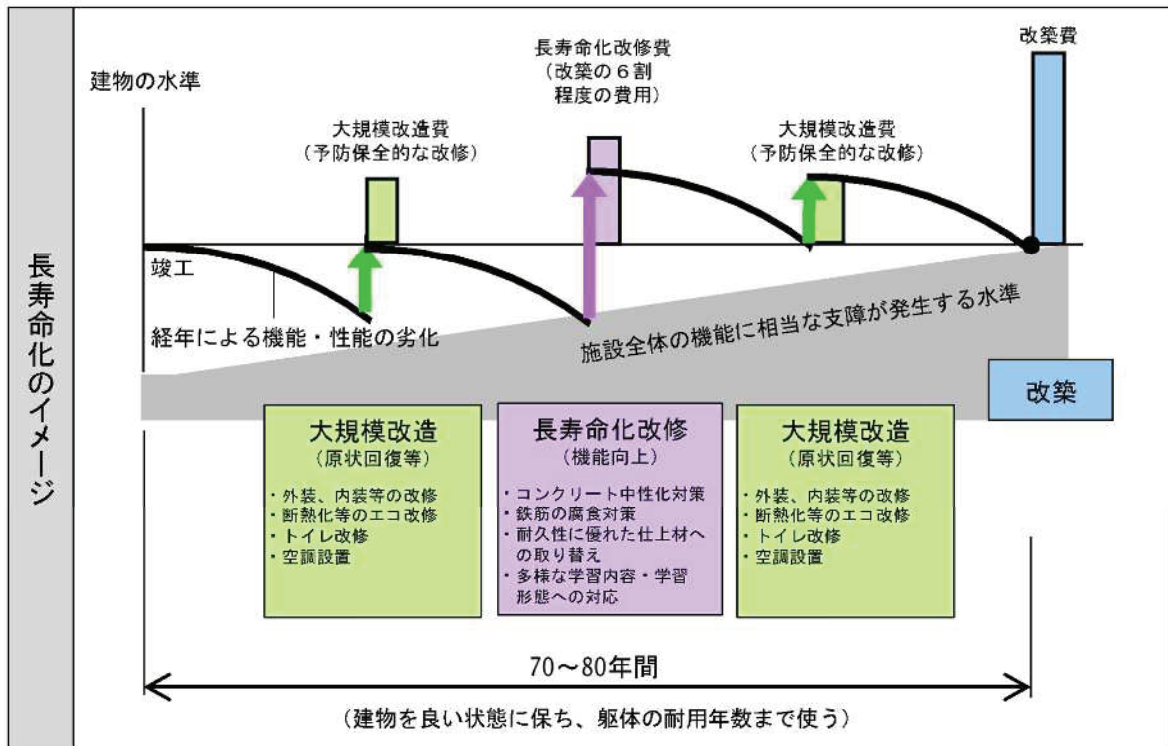 長寿命化のイメージ
建物の水準
大規模改造費
（予防保全的な改修）
長寿命化改修費
（改築の６割
程度の費用）
大規模改造費
（予防保全的な改修）
改築費
竣工
経年による機能・性能の劣化
施設全体の機能に相当な支障が発生する水準
大規模改造
（原状回復等）
・外装、内装等の改修
・断熱化等のエコ改修
・トイレ改修
・空調設置
長寿命化改修
（機能向上）
・コンクリート中性化対策
・鉄筋の腐食対策
・耐久性に優れた仕上材へ
の取り替え
・多様な学習内容・学習
形態への対応
大規模改造
（原状回復等）
・外装、内装等の改修
・断熱化等のエコ改修
・トイレ改修
・空調設置
改築
70～80年間
（建物を良い状態に保ち、躯体の耐用年数まで使う）